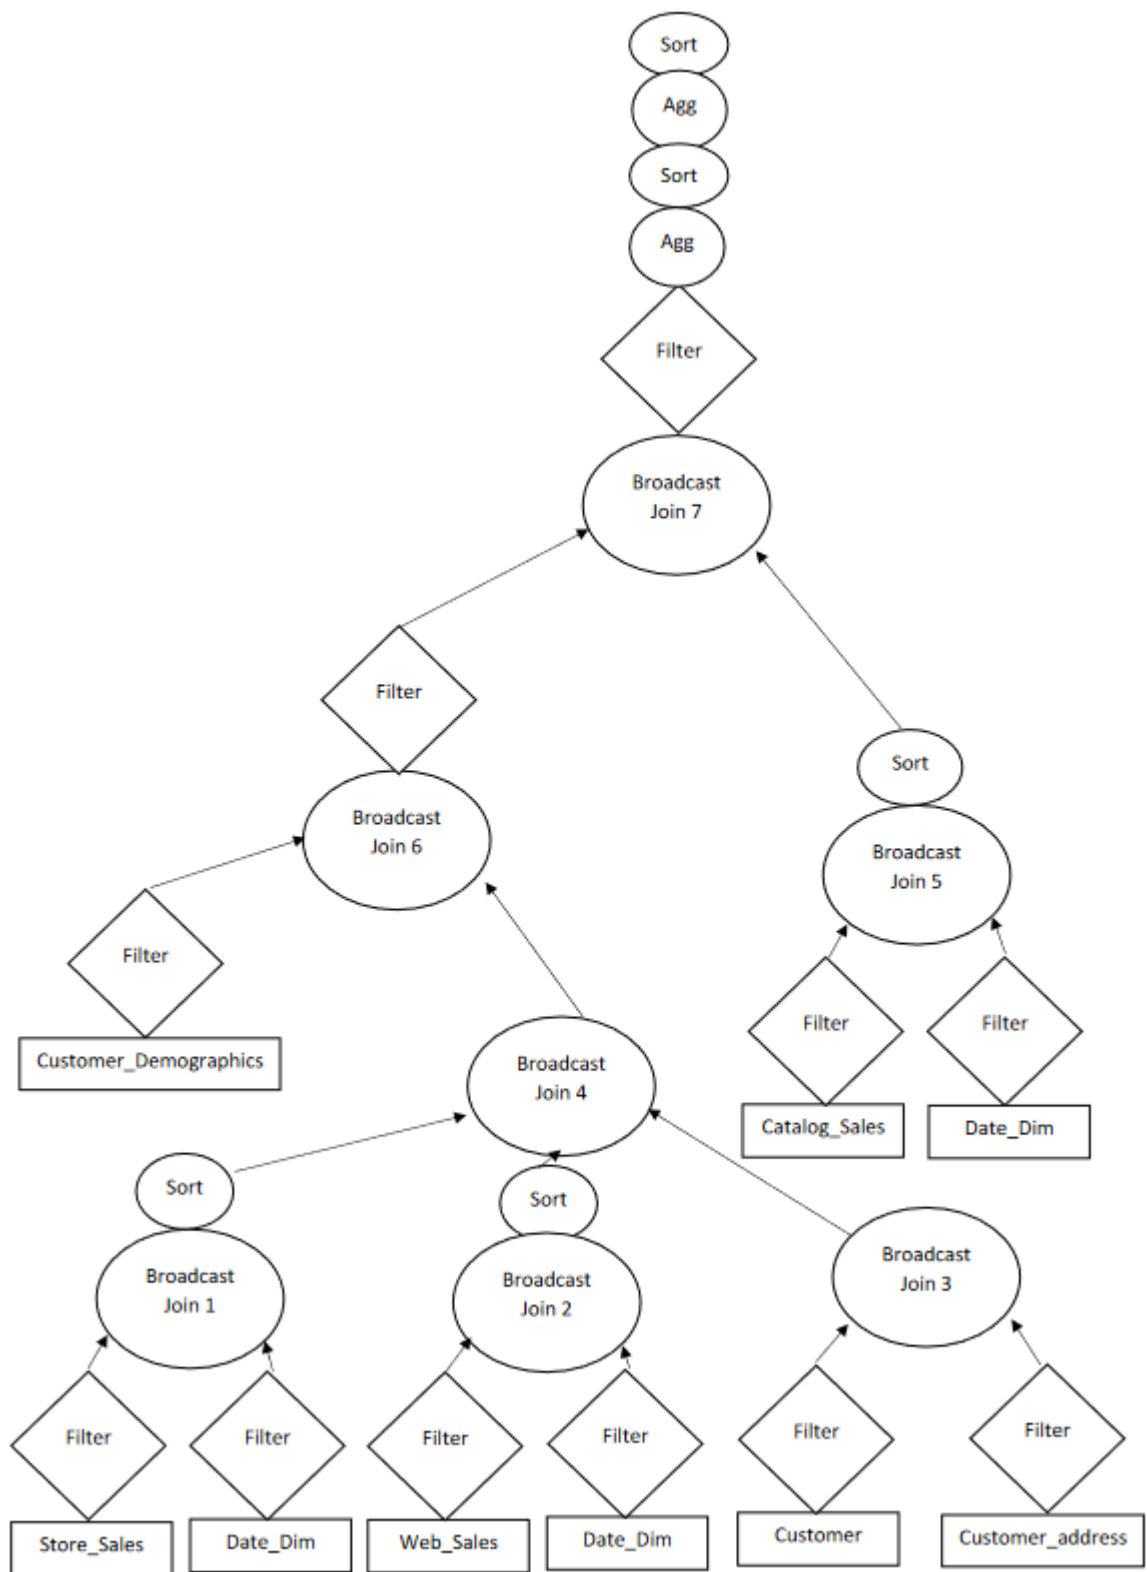 Sort
Agg
Sort
Agg
Filter
Broadcast
Join 7
Filter
Sort
Broadcast
Join 6
Broadcast
Join 5
Filter
Filter
Filter
Customer_Demographics
Broadcast
Join 4
Catalog_Sales
Date_Dim
Sort
Sort
Broadcast
Join 1
Broadcast
Join 2
Broadcast
Join 3
Filter
Filter
Filter
Filter
Filter
Filter
Store_Sales
Date_Dim
Web_Sales
Date_Dim
Customer
Customer_address